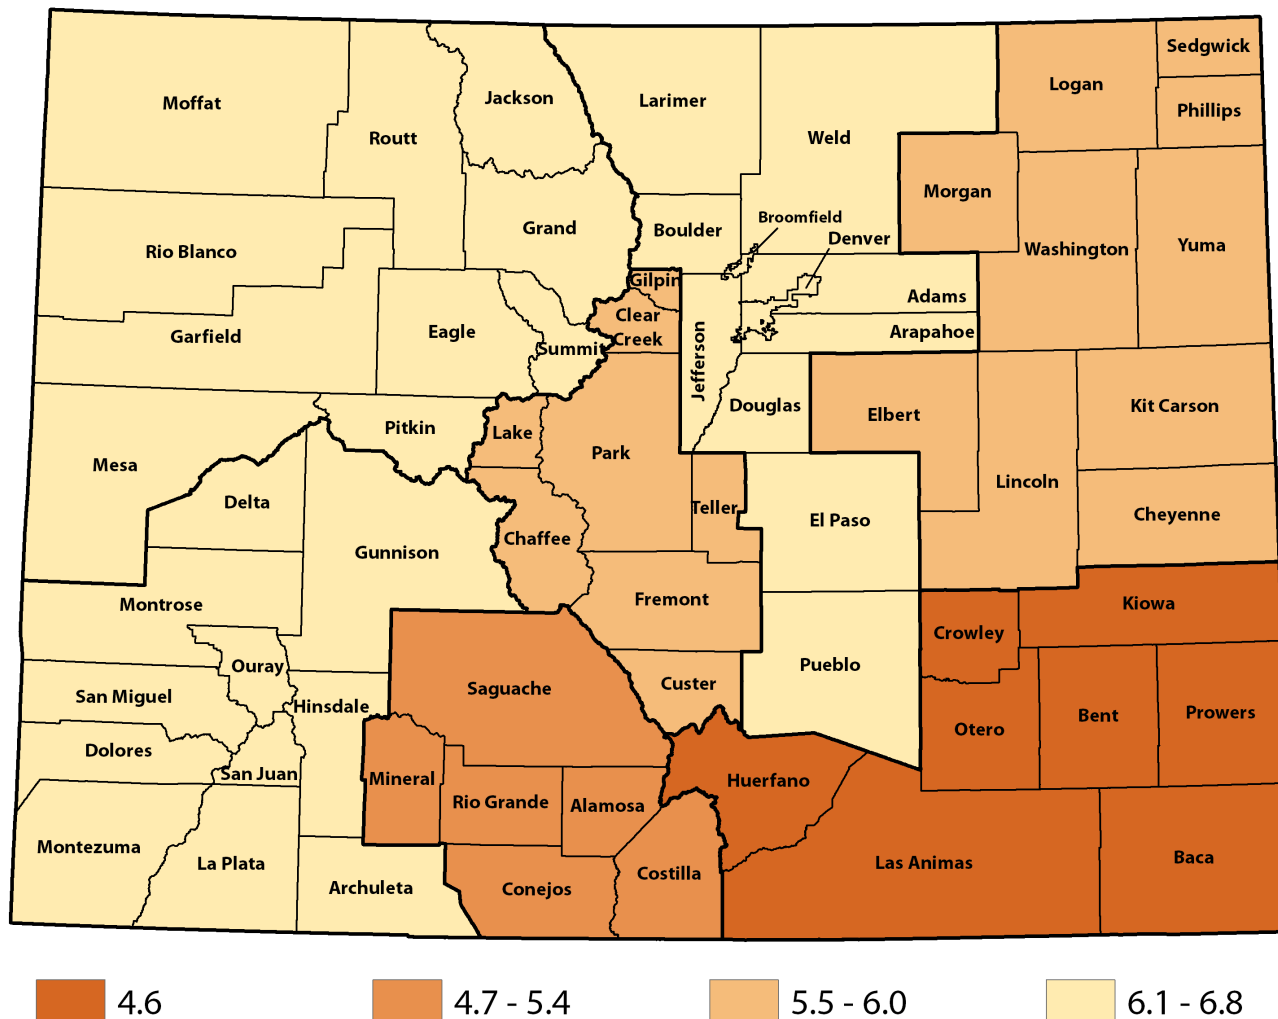 Sedgwick
Logan
Moffat
Jackson
Larimer
Phillips
Routt
Weld
Morgan
Broomfield
Grand
Boulder
Denver
Rio Blanco
Washington
Yuma
Gilpin
Adams
Clear
Creek
Garfield
Eagle
Arapahoe
Summit
Jefferson
Douglas
Elbert
Kit Carson
Pitkin
Lake
Park
Mesa
Lincoln
Delta
Teller
Cheyenne
El Paso
Chaffee
Gunnison
Fremont
Montrose
Kiowa
Crowley
Ouray
Pueblo
Custer
Saguache
San Miguel
Hinsdale
Prowers
Bent
Otero
Dolores
San Juan
Mineral
Huerfano
Rio Grande
Alamosa
Montezuma
Baca
La Plata
Las Animas
Costilla
Archuleta
Conejos
4.6
4.7 - 5.4
5.5 - 6.0
6.1 - 6.8